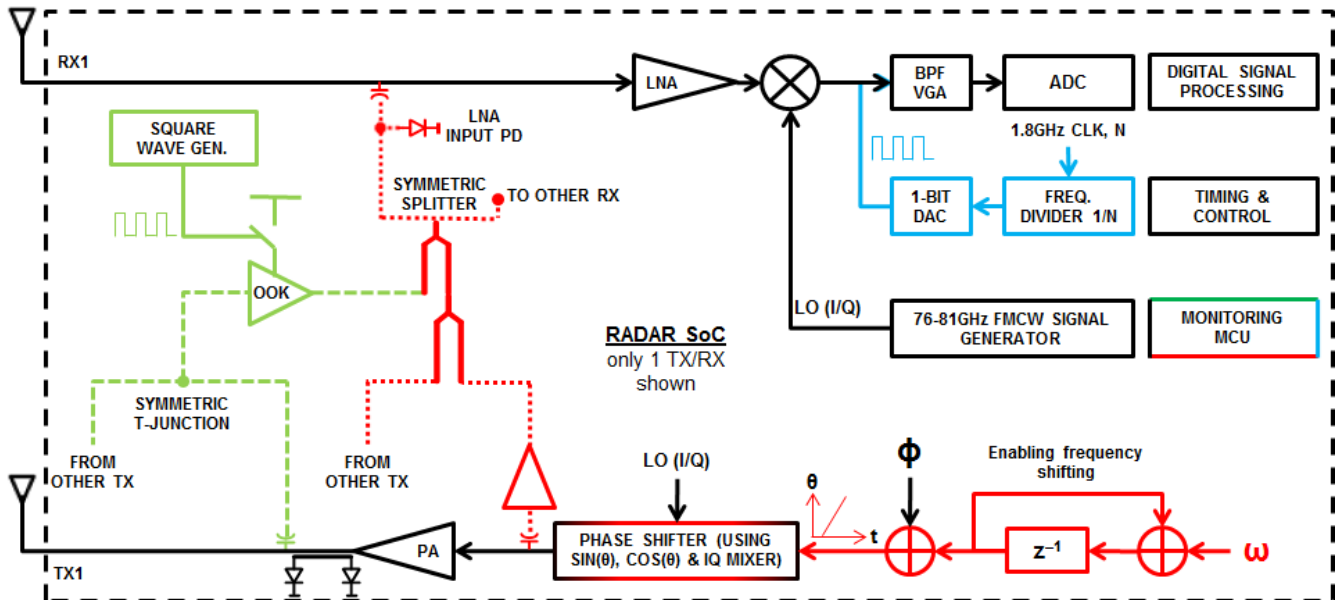 RX1
LNA
BPF
VGA
ADC
DIGITAL SIGNAL
PROCESSING
SQUARE
WAVE GEN.
LNA
INPUT PD
1.8GHz CLK, N
SYMMETRIC
SPLITTER
TO OTHER RX
1-BIT
DAC
FREQ.
DIVIDER 1/N
TIMING &
CONTROL
OOK
LO (I/Q)
76-81GHz FMCW SIGNAL
GENERATOR
MONITORING
MCU
RADAR SoC
only 1 TX/RX
shown
SYMMETRIC
T-JUNCTION
FROM
OTHER TX
FROM
OTHER TX
LO (I/Q)
Φ
Enabling frequency
shifting
θ
t
PA
PHASE SHIFTER (USING
SIN(θ), COS(θ) & IQ MIXER)
z⁻¹
ω
TX1